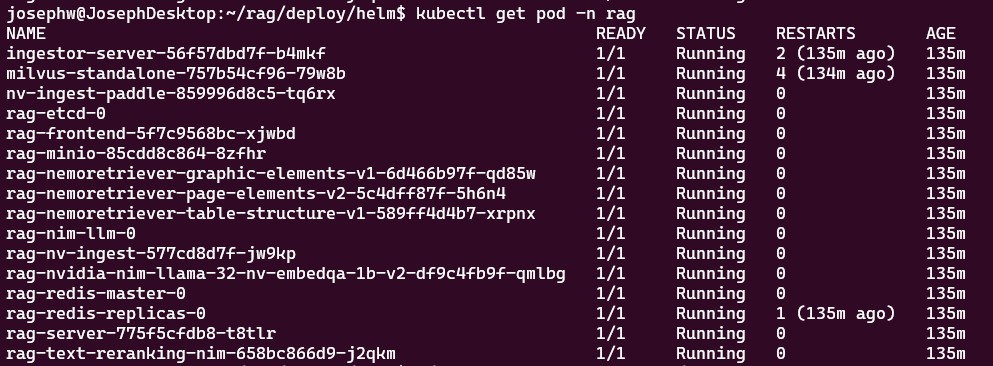 josephw@JosephDesktop:~/rag/deploy/helm$ kubectl get pod -n rag
NAME READY STATUS RESTARTS AGE
ingestor-server-56f57dbd7f-b4mkf 1/1 Running 2 (135m ago) 135m
milvus-standalone-757b54cf96-79w8b 1/1 Running 4 (134m ago) 135m
nv-ingest-paddle-859996d8c5-tq6rx 1/1 Running 0 135m
rag-etcd-0 1/1 Running 0 135m
rag-frontend-5f7c9568bc-xjwbd 1/1 Running 0 135m
rag-minio-85cdd8c864-8zfhr 1/1 Running 0 135m
rag-nemoretriever-graphic-elements-v1-6d466b97f-qd85w 1/1 Running 0 135m
rag-nemoretriever-page-elements-v2-5c4dff87f-5h6n4 1/1 Running 0 135m
rag-nemoretriever-table-structure-v1-589ff4d4b7-xrpnx 1/1 Running 0 135m
rag-nim-llm-0 1/1 Running 0 135m
rag-nv-ingest-577cd8d7f-jw9kp 1/1 Running 0 135m
rag-nvidia-nim-llama-32-nv-embedqa-1b-v2-df9c4fb9f-qmlbg 1/1 Running 0 135m
rag-redis-master-0 1/1 Running 0 135m
rag-redis-replicas-0 1/1 Running 1 (135m ago) 135m
rag-server-775f5cfdb8-t8tlr 1/1 Running 0 135m
rag-text-reranking-nim-658bc866d9-j2qkm 1/1 Running 0 135m